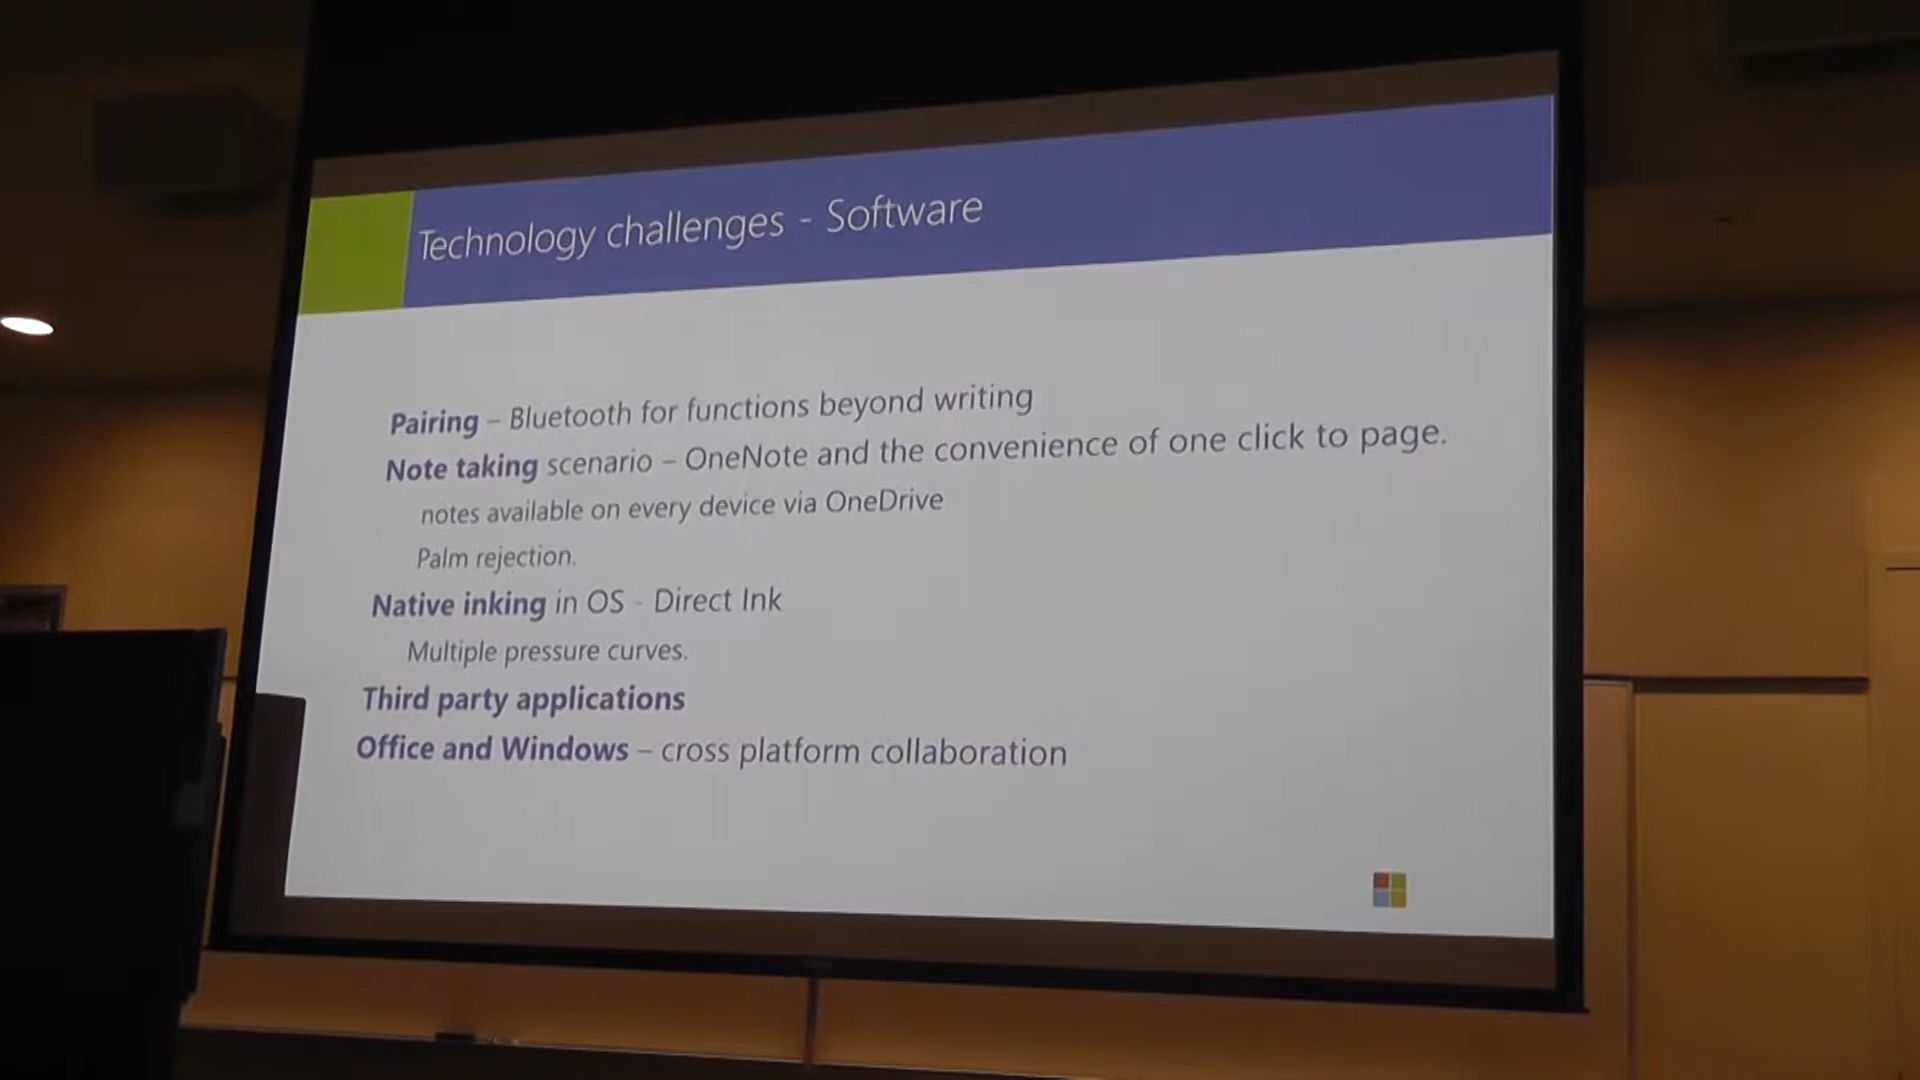 Technology challenges - Software
Pairing – Bluetooth for functions beyond writing
Note taking scenario – OneNote and the convenience of one click to page.
notes available on every device via OneDrive
Palm rejection.
Native inking in OS - Direct Ink
Multiple pressure curves.
Third party applications
Office and Windows – cross platform collaboration